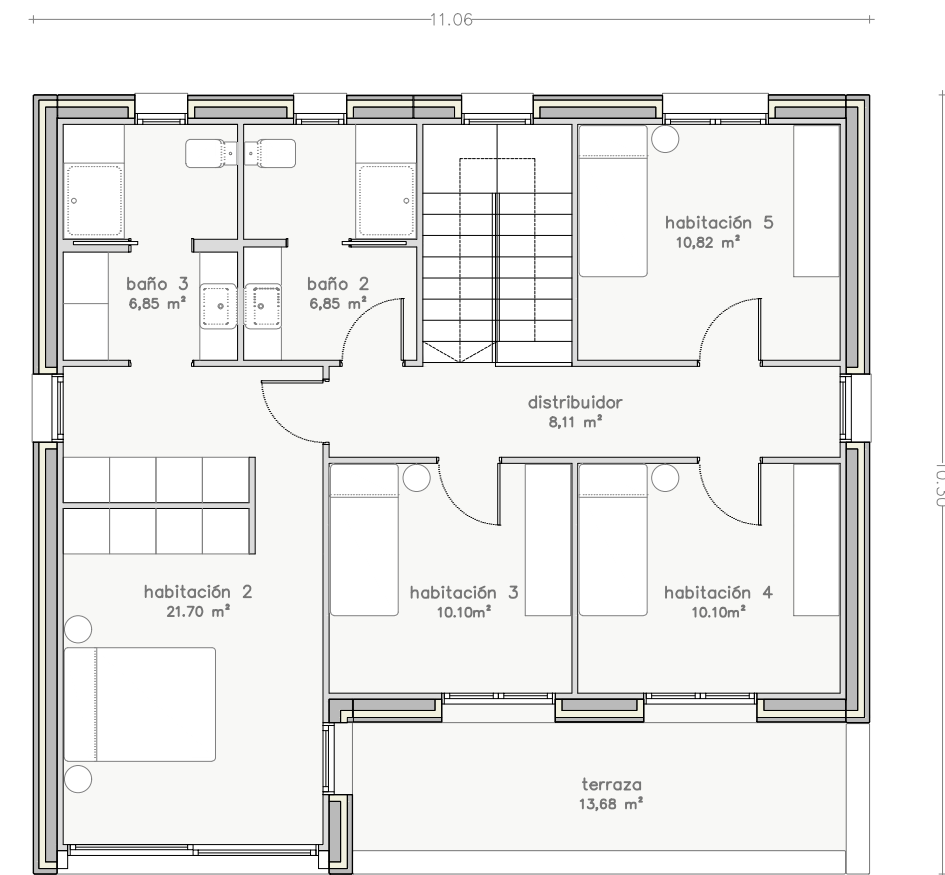 11.06
habitación 5
10,82 m²
baño 3
6,85 m²
baño 2
6,85 m²
distribuidor
8,11 m²
habitación 2
21.70 m²
habitación 3
10.10m²
habitación 4
10.10m²
terraza
13,68 m²